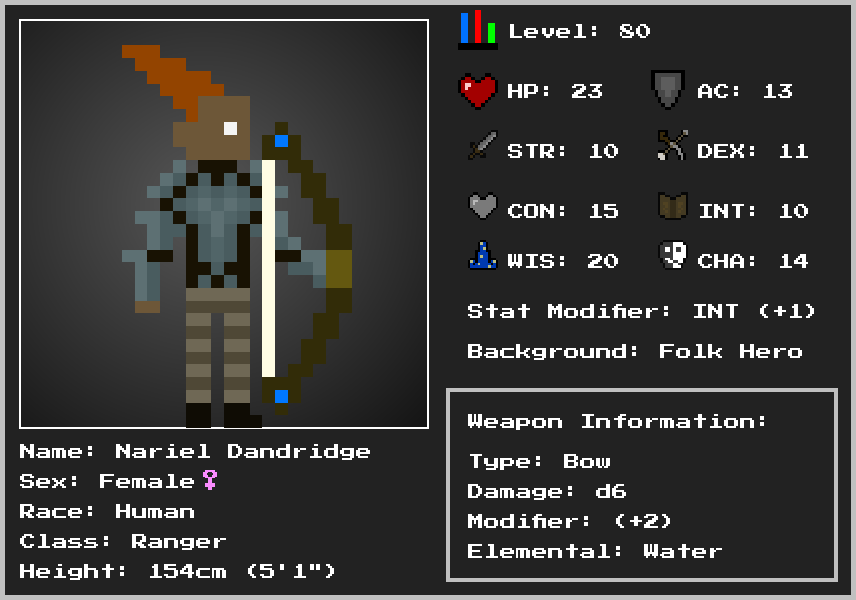 Level: 80
HP: 23
AC: 13
STR: 10
DEX: 11
CON: 15
INT: 10
WIS: 20
CHA: 14
Stat Modifier: INT (+1)
Background: Folk Hero
Weapon Information:
Type: Bow
Damage: d6
Modifier: (+2)
Elemental: Water
Name: Nariel Dandridge
Sex: Female♀
Race: Human
Class: Ranger
Height: 154cm (5'1")